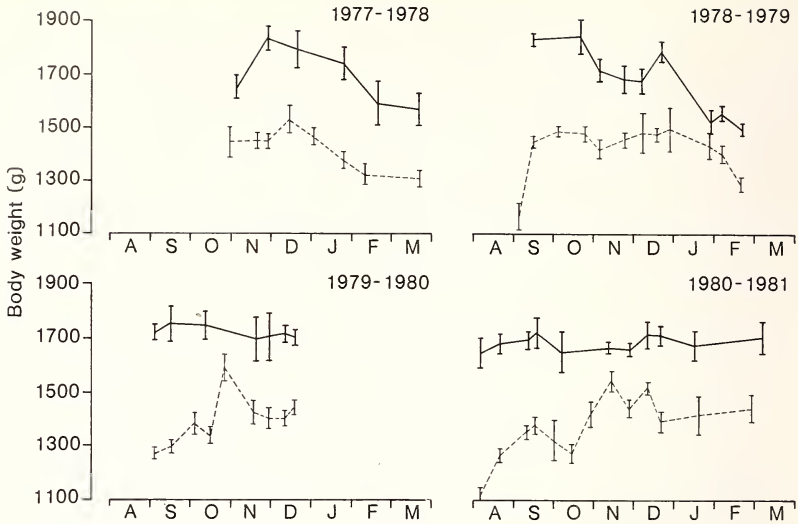 1977-1978
1978-1979
1900
1700
1500
1300
1100
A S O N D J F M
A S O N D J F M
Body weight (g)
1979-1980
1980-1981
1900
1700
1500
1300
1100
A S O N D J F M
A S O N D J F M